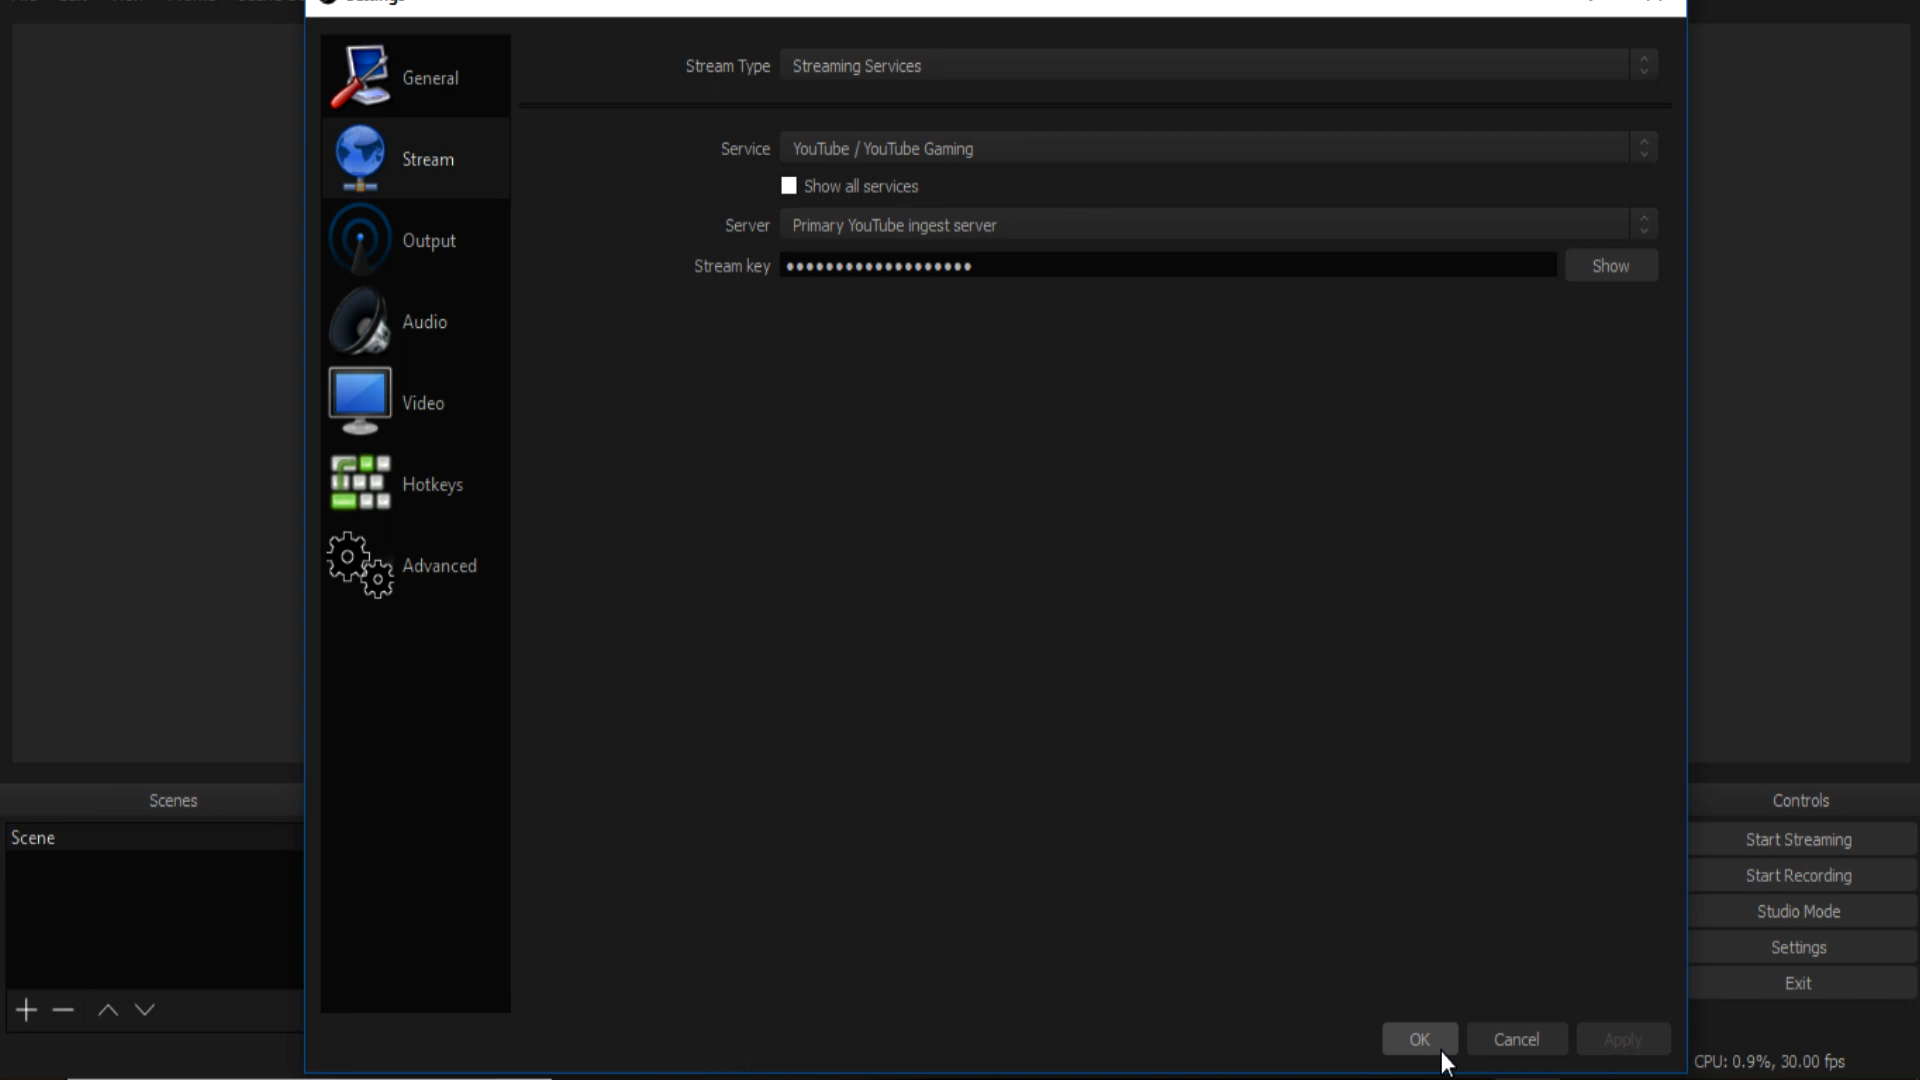 General
Stream
Output
Audio
Video
Hotkeys
Advanced
Stream Type Streaming Services
Service YouTube / YouTube Gaming
Show all services
Server Primary YouTube ingest server
Stream key ●●●●●●●●●●●●●●●●●●● Show
Scenes
Scene
Controls
Start Streaming
Start Recording
Studio Mode
Settings
Exit
OK Cancel Apply
CPU: 0.9%, 30.00 fps